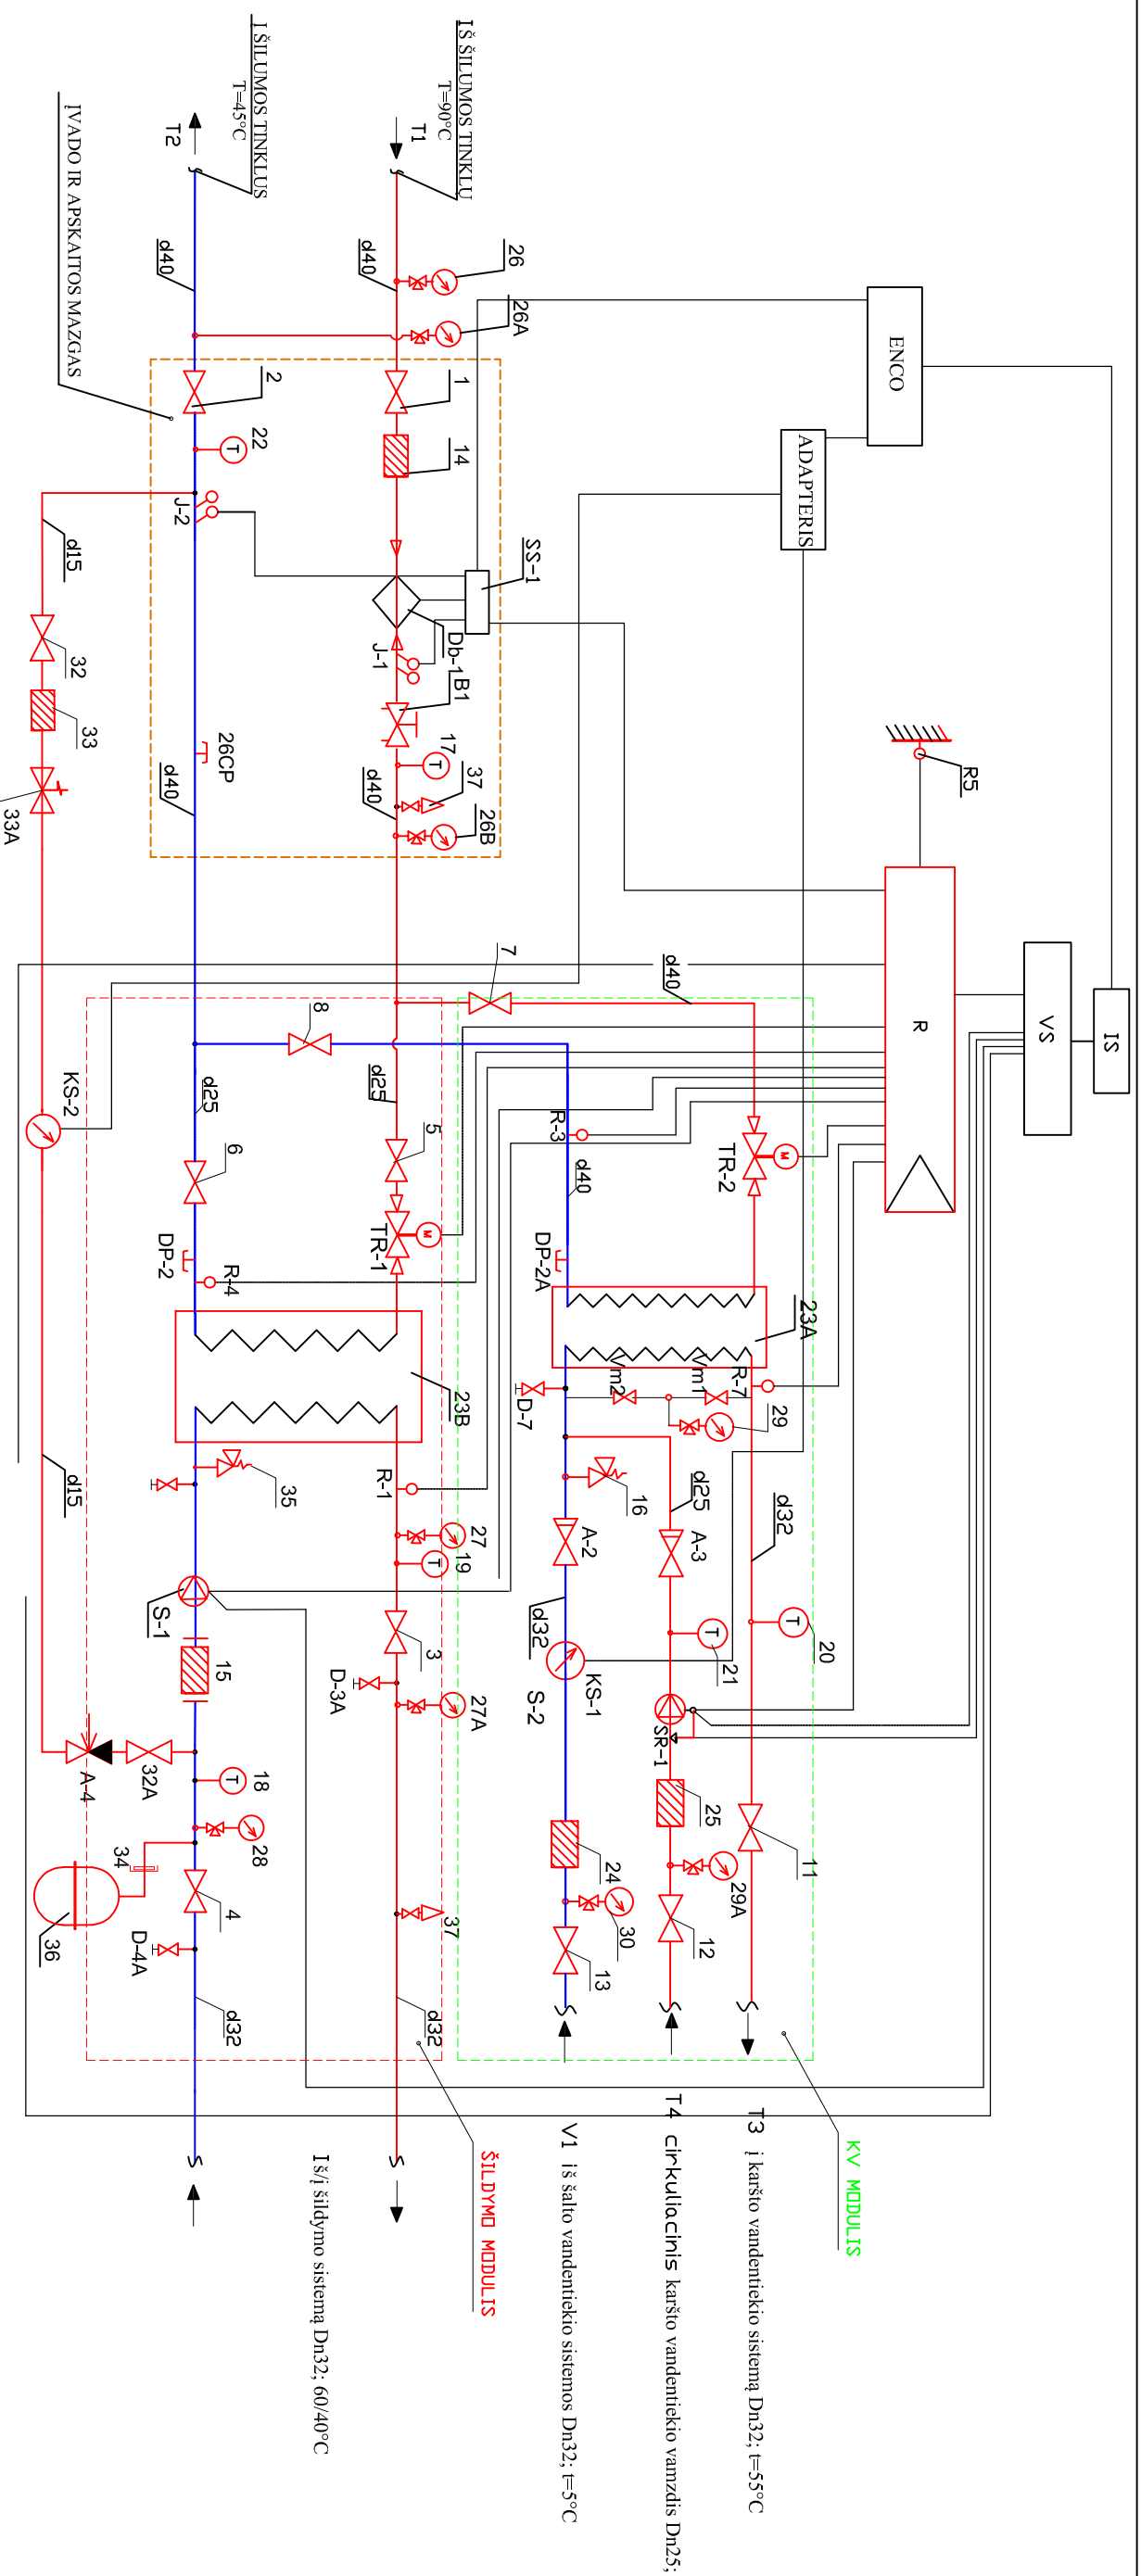 IŠ ŠILUMOS TINKLŲ
T=90°C
T1
Į ŠILUMOS TINKLUS
T=45°C
T2
ĮVADO IR APSKAITOS MAZGAS
IS
VS
ENCO
ADAPTERIS
R5
R
26
26A
d40
d40
1
14
SS-1
Db-1
J-1
B1
17
37
26B
d40
2
22
J-2
26CP
d40
d15
32
33
33A
7
d40
TR-2
M
R-3
d40
DP-2A
23A
8
d25
5
TR-1
M
d25
6
DP-2
R-4
23B
KS-2
d15
R-7
Vm1
Vm2
29
D-7
16
d25
A-3
d32
20
T
21
T
A-2
d32
KS-1
S-2
SR-1
25
29A
11
12
24
30
13
35
R-1
27
19
T
3
D-3A
27A
S-1
15
A-4
32A
18
T
28
34
36
4
D-4A
d32
37
d32
T
T
KV MODULIS
T3 į karšto vandentiekio sistemą Dn32; t=55°C
T4 cirkuliacinis karšto vandentiekio vamzdis Dn25;
V1 iš šalto vandentiekio sistemos Dn32; t=5°C
ŠILDYMO MODULIS
Iš/į šildymo sistemą Dn32; 60/40°C